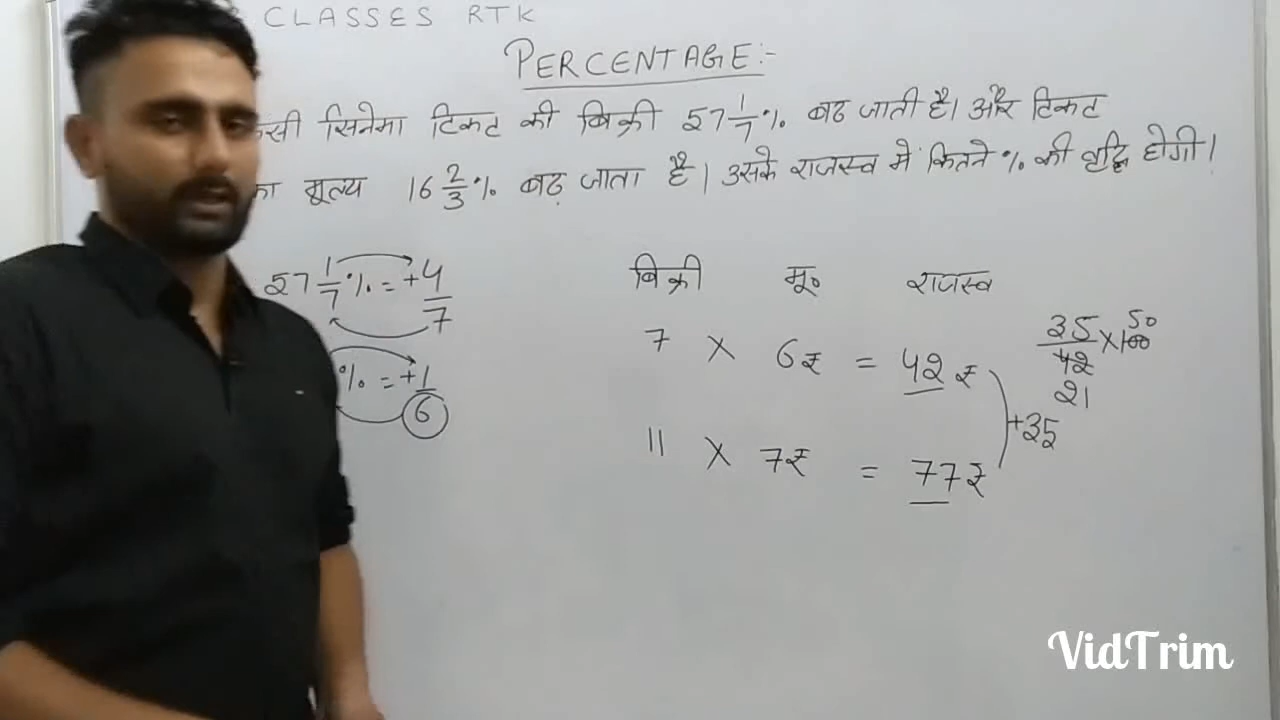 CLASSES RTK
PERCENTAGE:-
सिनेमा टिकट की बिक्री 57 1/7 % बढ जाती है। और टिकट
मूल्य 16 2/3 % बढ़ जाता है। उसके राजस्व में कितने % की वृद्धि होगी।
57 1/7 % = +4/7
% = +1/6
बिक्री मू० राजस्व
7 × 6₹ = 42₹
11 × 7₹ = 77₹
+35
35/42 × 100
50
21
VidTrim